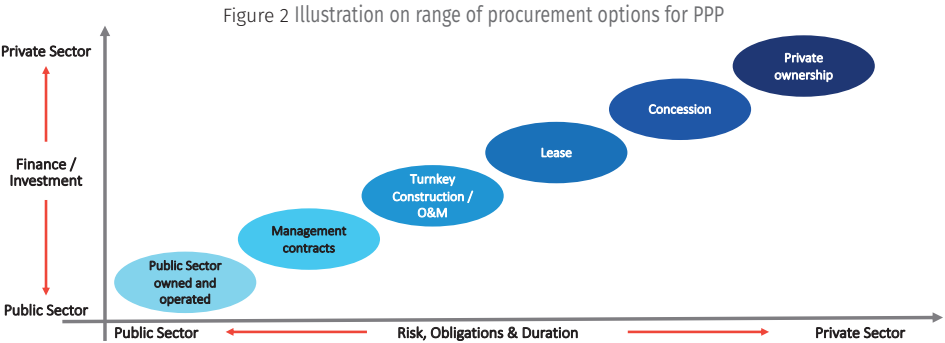 Figure 2 Illustration on range of procurement options for PPP
Private Sector
Finance /
Investment
Public Sector
Private
ownership
Concession
Lease
Turnkey
Construction /
O&M
Management
contracts
Public Sector
owned and
operated
Public Sector
Risk, Obligations & Duration
Private Sector